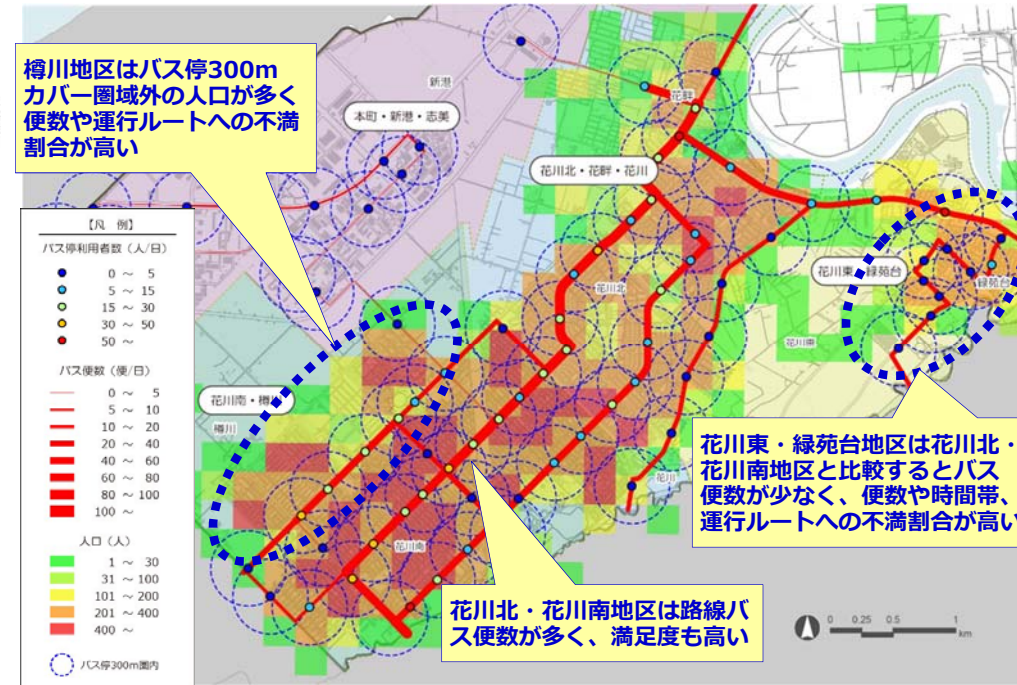 樽川地区はバス停300m
カバー圏域外の人口が多く
便数や運行ルートへの不満
割合が高い
新港
本町・新港・志美
花畔
花川北・花畔・花川
花川東・緑苑台
緑苑台
花川北
花川東
花川南・樽川
樽川
花川
花川南
【凡 例】
バス停利用者数（人/日）
0 ～ 5
5 ～ 15
15 ～ 30
30 ～ 50
50 ～
バス便数（便/日）
0 ～ 5
5 ～ 10
10 ～ 20
20 ～ 40
40 ～ 60
60 ～ 80
80 ～ 100
100 ～
人口（人）
1 ～ 30
31 ～ 100
101 ～ 200
201 ～ 400
400 ～
バス停300m圏内
花川東・緑苑台地区は花川北・
花川南地区と比較するとバス
便数が少なく、便数や時間帯、
運行ルートへの不満割合が高い
花川北・花川南地区は路線バ
ス便数が多く、満足度も高い
0 0.25 0.5 1
km